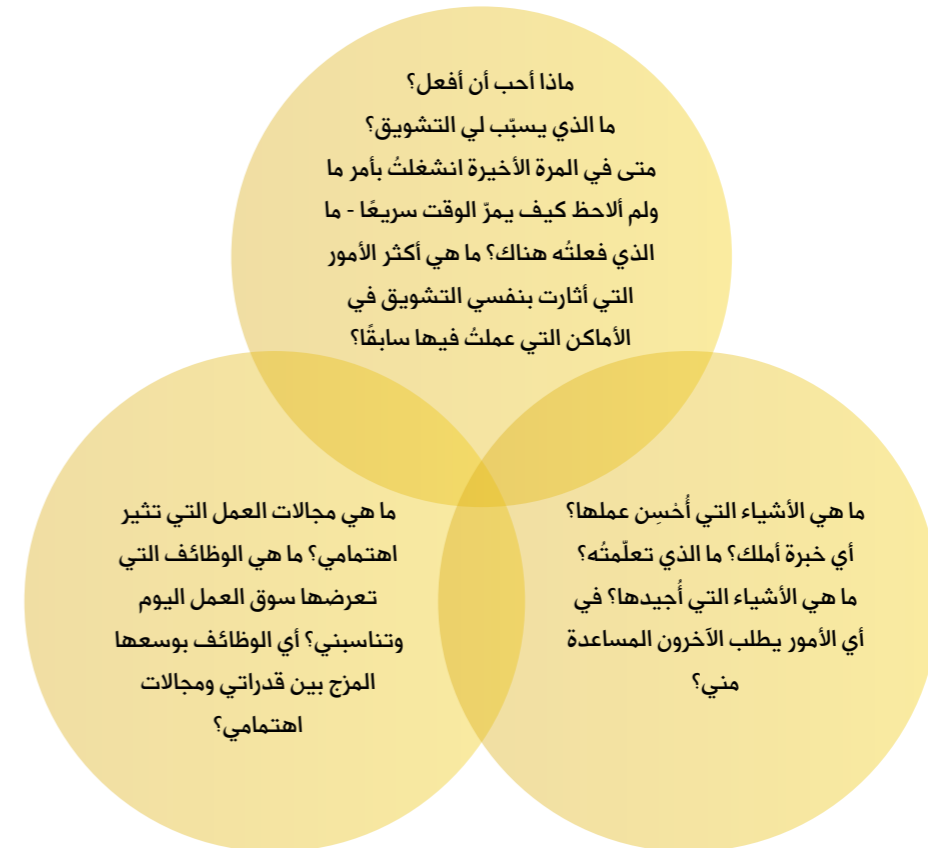 ماذا أحب أن أفعل؟
ما الذي يسبّب لي التشويق؟
متى في المرة الأخيرة انشغلتُ بأمر ما
ولم ألاحظ كيف يمرّ الوقت سريعًا - ما
الذي فعلتُه هناك؟ ما هي أكثر الأمور
التي أثارت بنفسي التشويق في
الأماكن التي عملتُ فيها سابقًا؟
ما هي الأشياء التي أُحْسِن عملها؟
أي خبرة أملك؟ ما الذي تعلّمتُه؟
ما هي الأشياء التي أُجيدها؟ في
أي الأمور يطلب الآخرون المساعدة
مني؟
ما هي مجالات العمل التي تثير
اهتمامي؟ ما هي الوظائف التي
تعرضها سوق العمل اليوم
وتناسبني؟ أي الوظائف بوسعها
المزج بين قدراتي ومجالات
اهتمامي؟